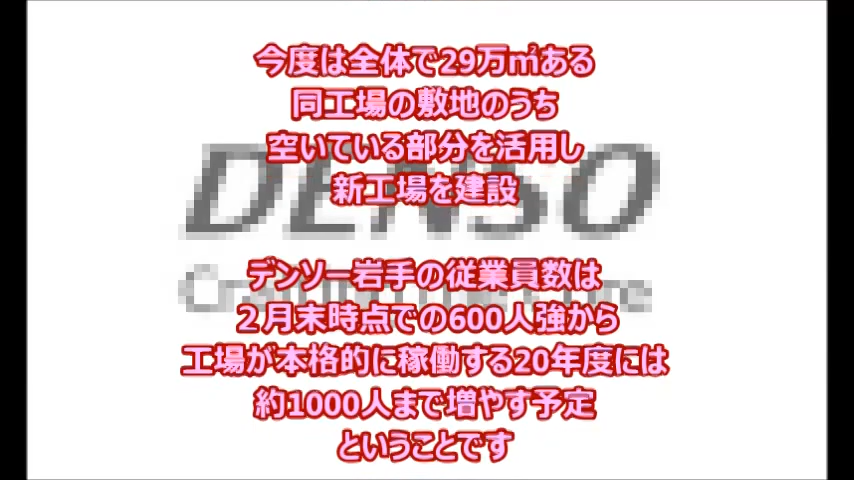 今度は全体で29万㎡ある
同工場の敷地のうち
空いている部分を活用し
新工場を建設
DENSO
デンソー岩手の従業員数は
２月末時点での600人強から
工場が本格的に稼働する20年度には
約1000人まで増やす予定
ということです